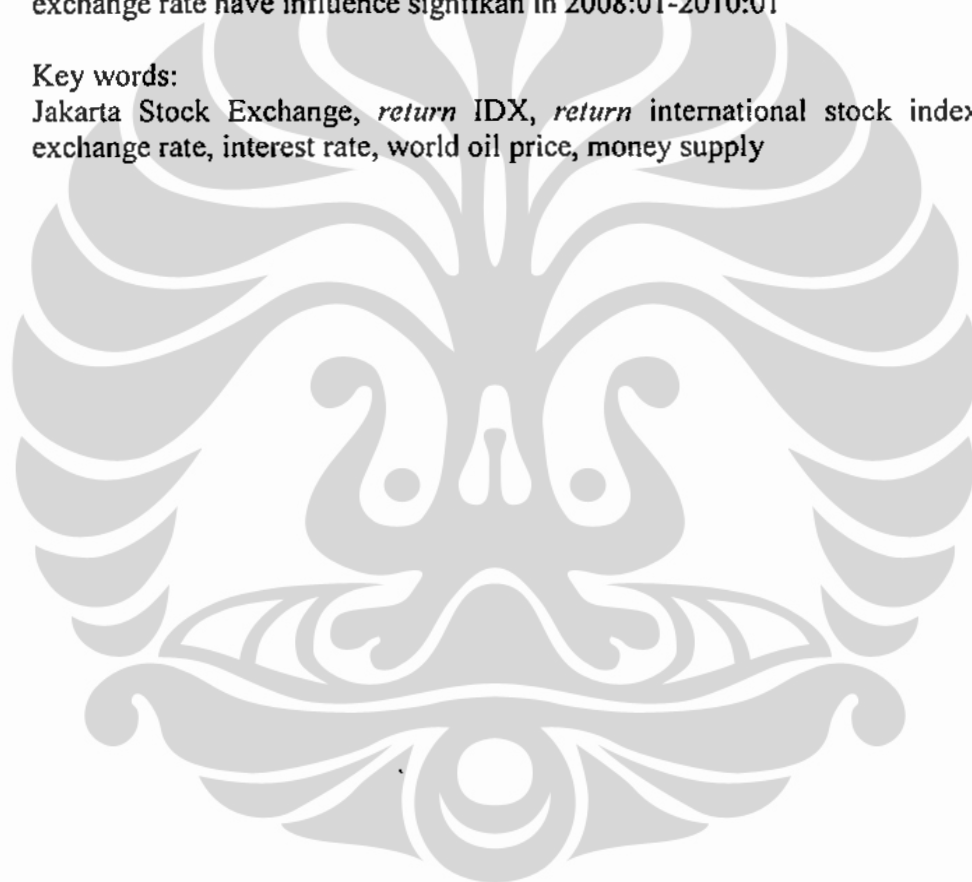 exchange rate have influence signifikan in 2008:01-2010:01
Key words:
Jakarta Stock Exchange, return IDX, return international stock index
exchange rate, interest rate, world oil price, money supply